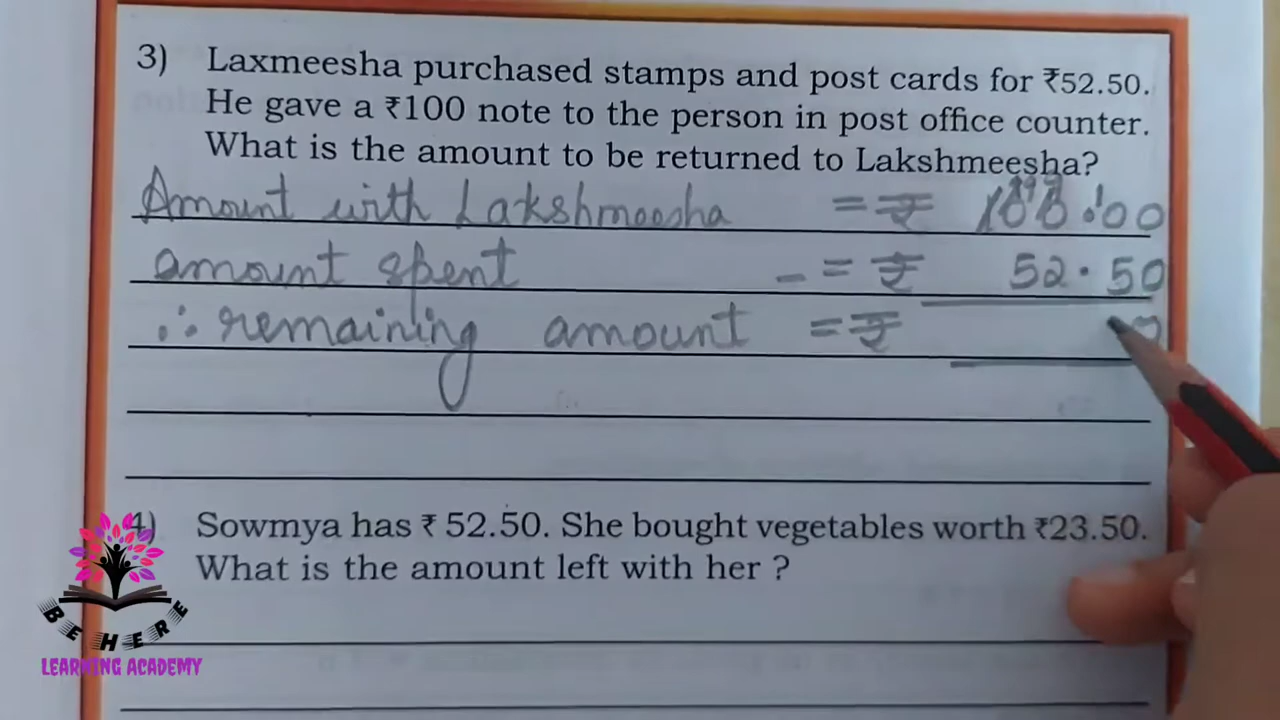 3) Laxmeesha purchased stamps and post cards for ₹52.50.
He gave a ₹100 note to the person in post office counter.
What is the amount to be returned to Lakshmeesha?
Amount with Lakshmeesha = ₹ 100.00
amount spent - = ₹ 52.50
∴ remaining amount = ₹ 0
4) Sowmya has ₹ 52.50. She bought vegetables worth ₹23.50.
What is the amount left with her ?
BE HERE
LEARNING ACADEMY